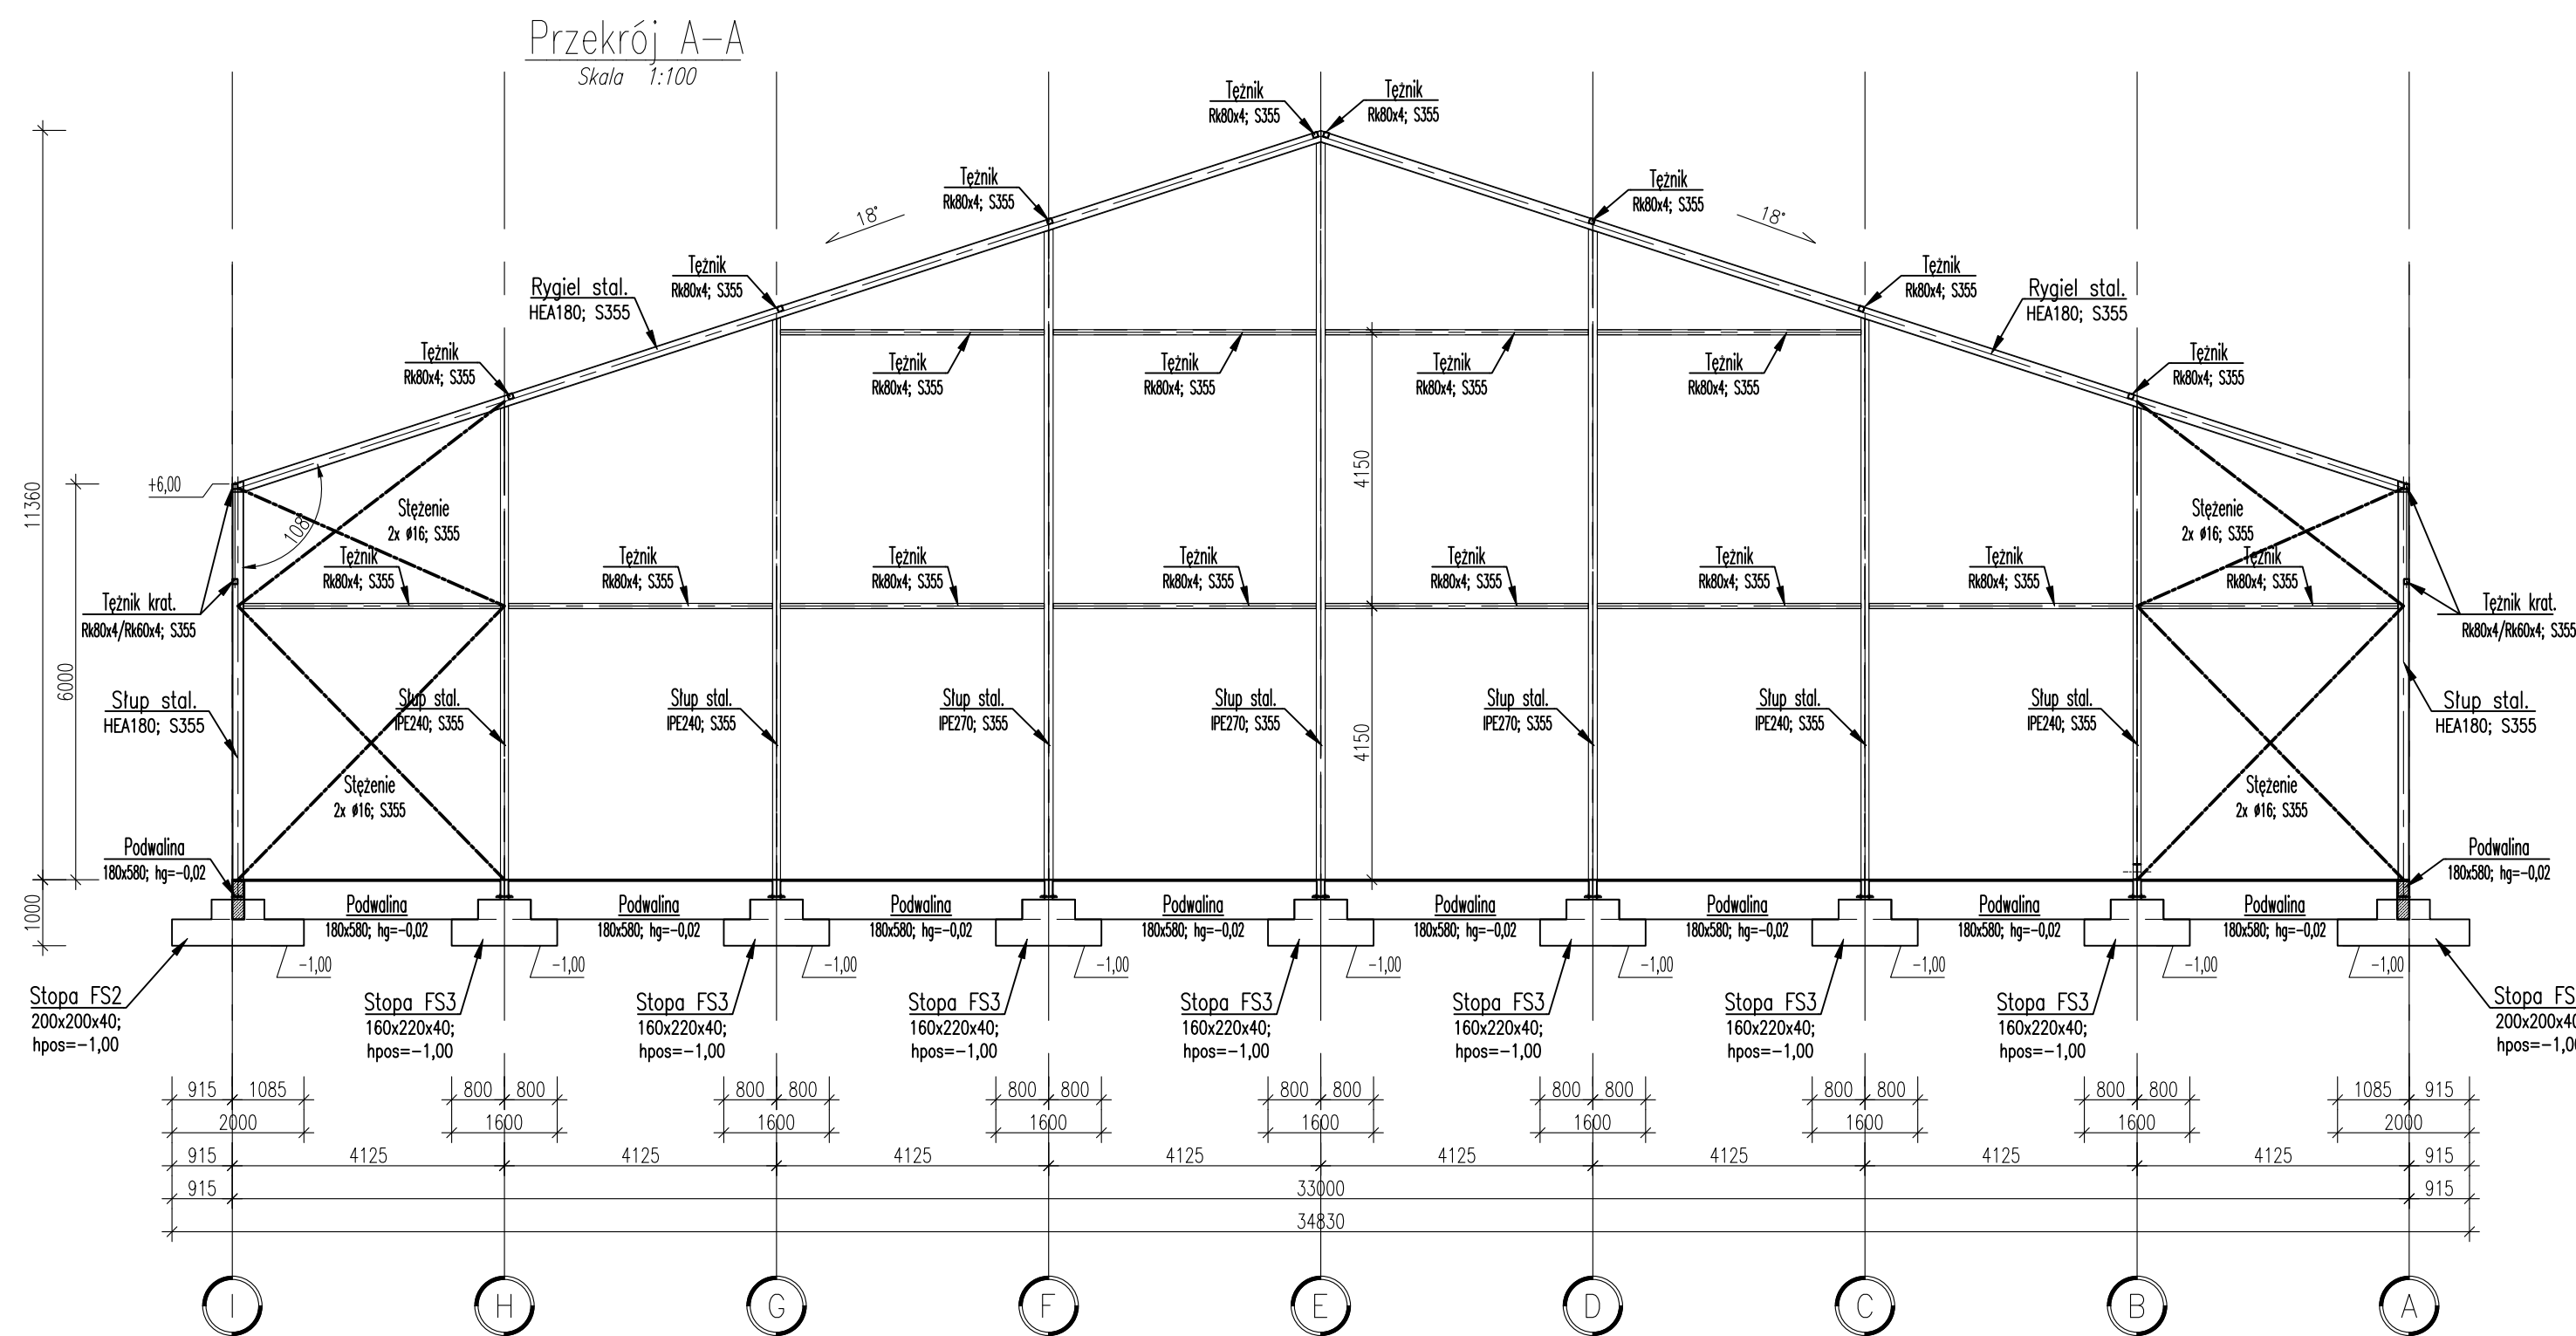 Przekrój A-A
Skala 1:100
Tężnik
Rk80x4; S355
Tężnik
Rk80x4; S355
Tężnik
Rk80x4; S355
Tężnik
Rk80x4; S355
18°
18°
Tężnik
Rk80x4; S355
Tężnik
Rk80x4; S355
Rygiel stal.
HEA180; S355
Rygiel stal.
HEA180; S355
Tężnik
Rk80x4; S355
Tężnik
Rk80x4; S355
Tężnik
Rk80x4; S355
Tężnik
Rk80x4; S355
Tężnik
Rk80x4; S355
Tężnik
Rk80x4; S355
11360
+6,00
4150
108°
Stężenie
2x ø16; S355
Stężenie
2x ø16; S355
Tężnik
Rk80x4; S355
Tężnik
Rk80x4; S355
Tężnik
Rk80x4; S355
Tężnik
Rk80x4; S355
Tężnik
Rk80x4; S355
Tężnik
Rk80x4; S355
Tężnik
Rk80x4; S355
Tężnik
Rk80x4; S355
Tężnik krat.
Rk80x4/Rk60x4; S355
Tężnik krat.
Rk80x4/Rk60x4; S355
6000
4150
Słup stal.
HEA180; S355
Słup stal.
IPE240; S355
Słup stal.
IPE240; S355
Słup stal.
IPE270; S355
Słup stal.
IPE270; S355
Słup stal.
IPE270; S355
Słup stal.
IPE240; S355
Słup stal.
IPE240; S355
Słup stal.
HEA180; S355
Stężenie
2x ø16; S355
Stężenie
2x ø16; S355
Podwalina
180x580; hg=-0,02
Podwalina
180x580; hg=-0,02
1000
Podwalina
180x580; hg=-0,02
Podwalina
180x580; hg=-0,02
Podwalina
180x580; hg=-0,02
Podwalina
180x580; hg=-0,02
Podwalina
180x580; hg=-0,02
Podwalina
180x580; hg=-0,02
Podwalina
180x580; hg=-0,02
Podwalina
180x580; hg=-0,02
-1,00 -1,00 -1,00 -1,00 -1,00 -1,00 -1,00 -1,00 -1,00
Stopa FS2
200x200x40;
hpos=-1,00
Stopa FS3
160x220x40;
hpos=-1,00
Stopa FS3
160x220x40;
hpos=-1,00
Stopa FS3
160x220x40;
hpos=-1,00
Stopa FS3
160x220x40;
hpos=-1,00
Stopa FS3
160x220x40;
hpos=-1,00
Stopa FS3
160x220x40;
hpos=-1,00
Stopa FS3
160x220x40;
hpos=-1,00
Stopa FS
200x200x40
hpos=-1,00
915 1085 800 800 800 800 800 800 800 800 800 800 800 800 800 800 1085 915
2000 1600 1600 1600 1600 1600 1600 1600 2000
915 4125 4125 4125 4125 4125 4125 4125 4125 915
915 33000 915
34830
I H G F E D C B A